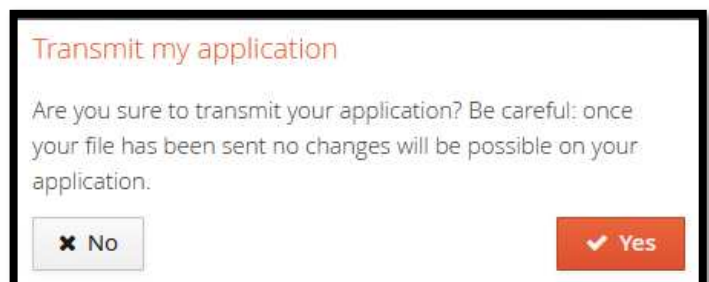 Transmit my application
Are you sure to transmit your application? Be careful: once
your file has been sent no changes will be possible on your
application.
No
Yes